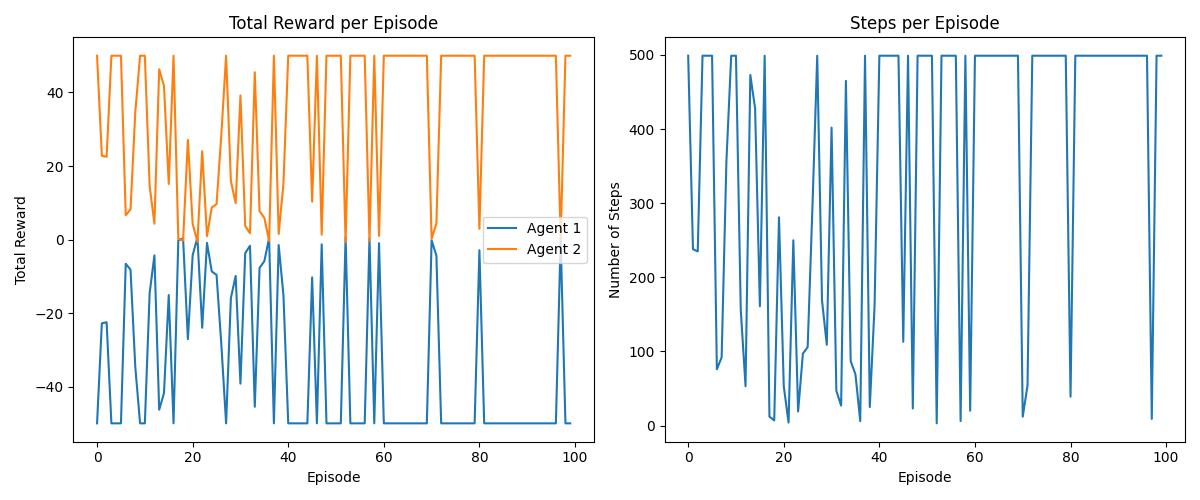 Total Reward per Episode
Total Reward
40
20
0
−20
−40
0
20
40
60
80
100
Episode
Agent 1
Agent 2
Steps per Episode
Number of Steps
500
400
300
200
100
0
0
20
40
60
80
100
Episode